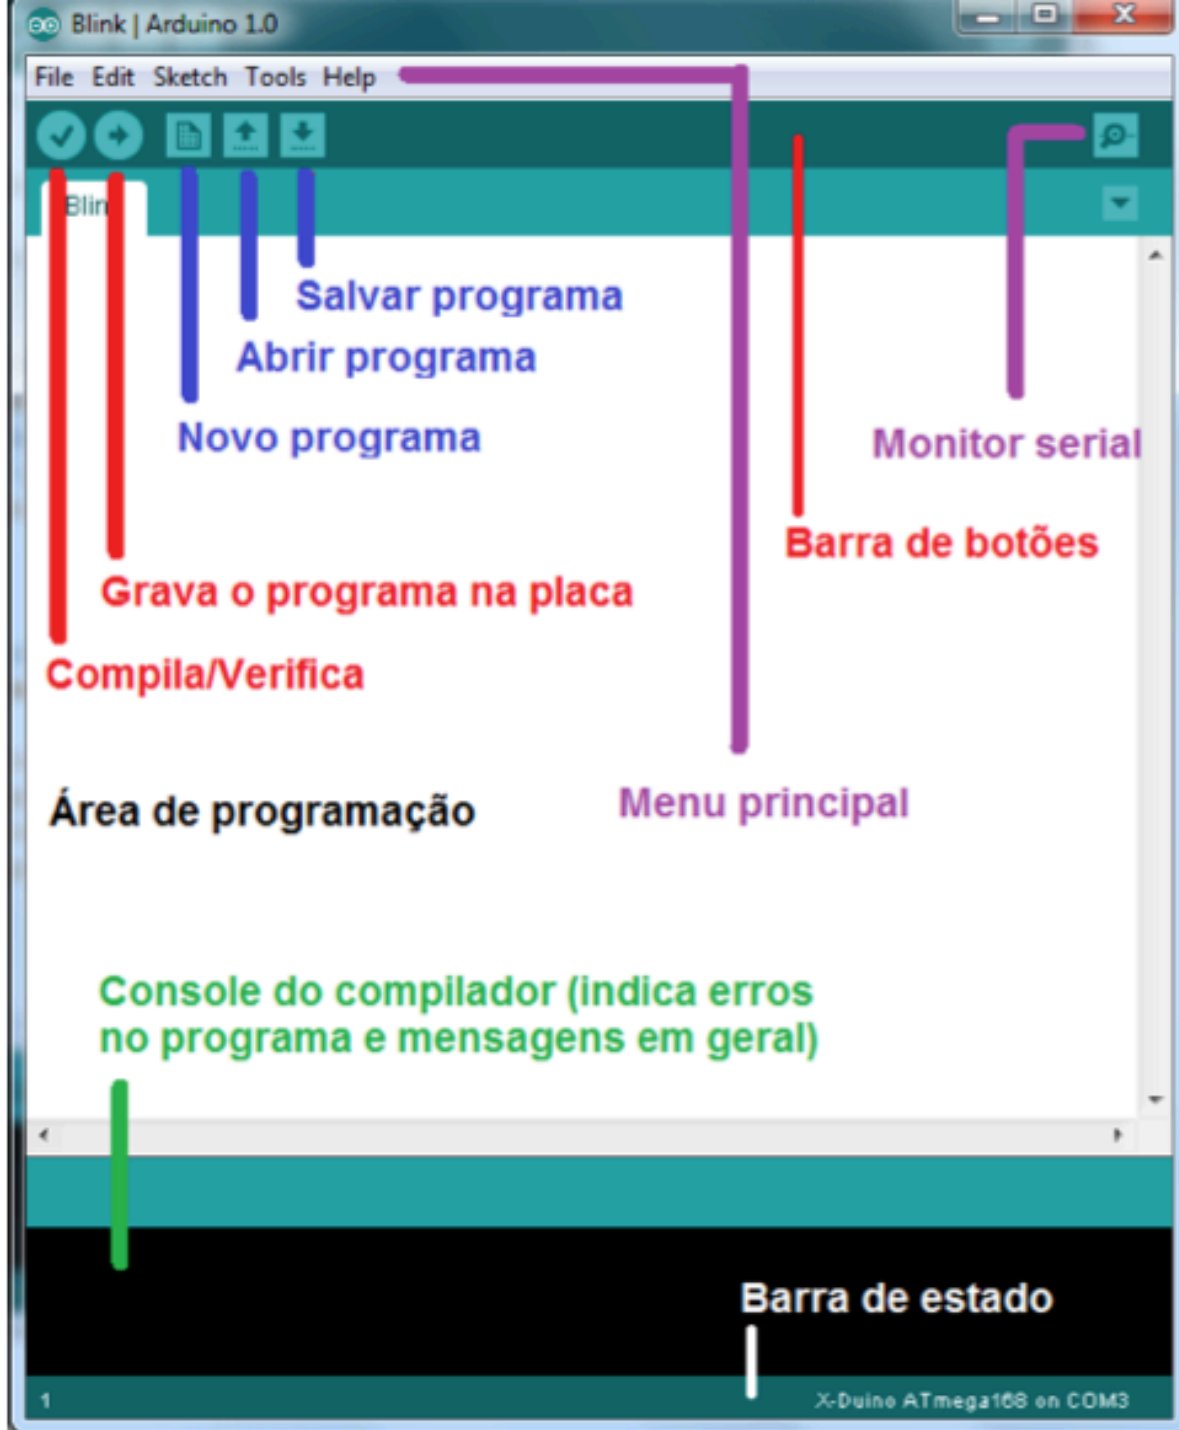 Blink | Arduino 1.0
File Edit Sketch Tools Help
Blin
Salvar programa
Abrir programa
Novo programa
Monitor serial
Barra de botões
Grava o programa na placa
Compila/Verifica
Área de programação
Menu principal
Console do compilador (indica erros
no programa e mensagens em geral)
Barra de estado
1
X-Duino ATmega168 on COM3